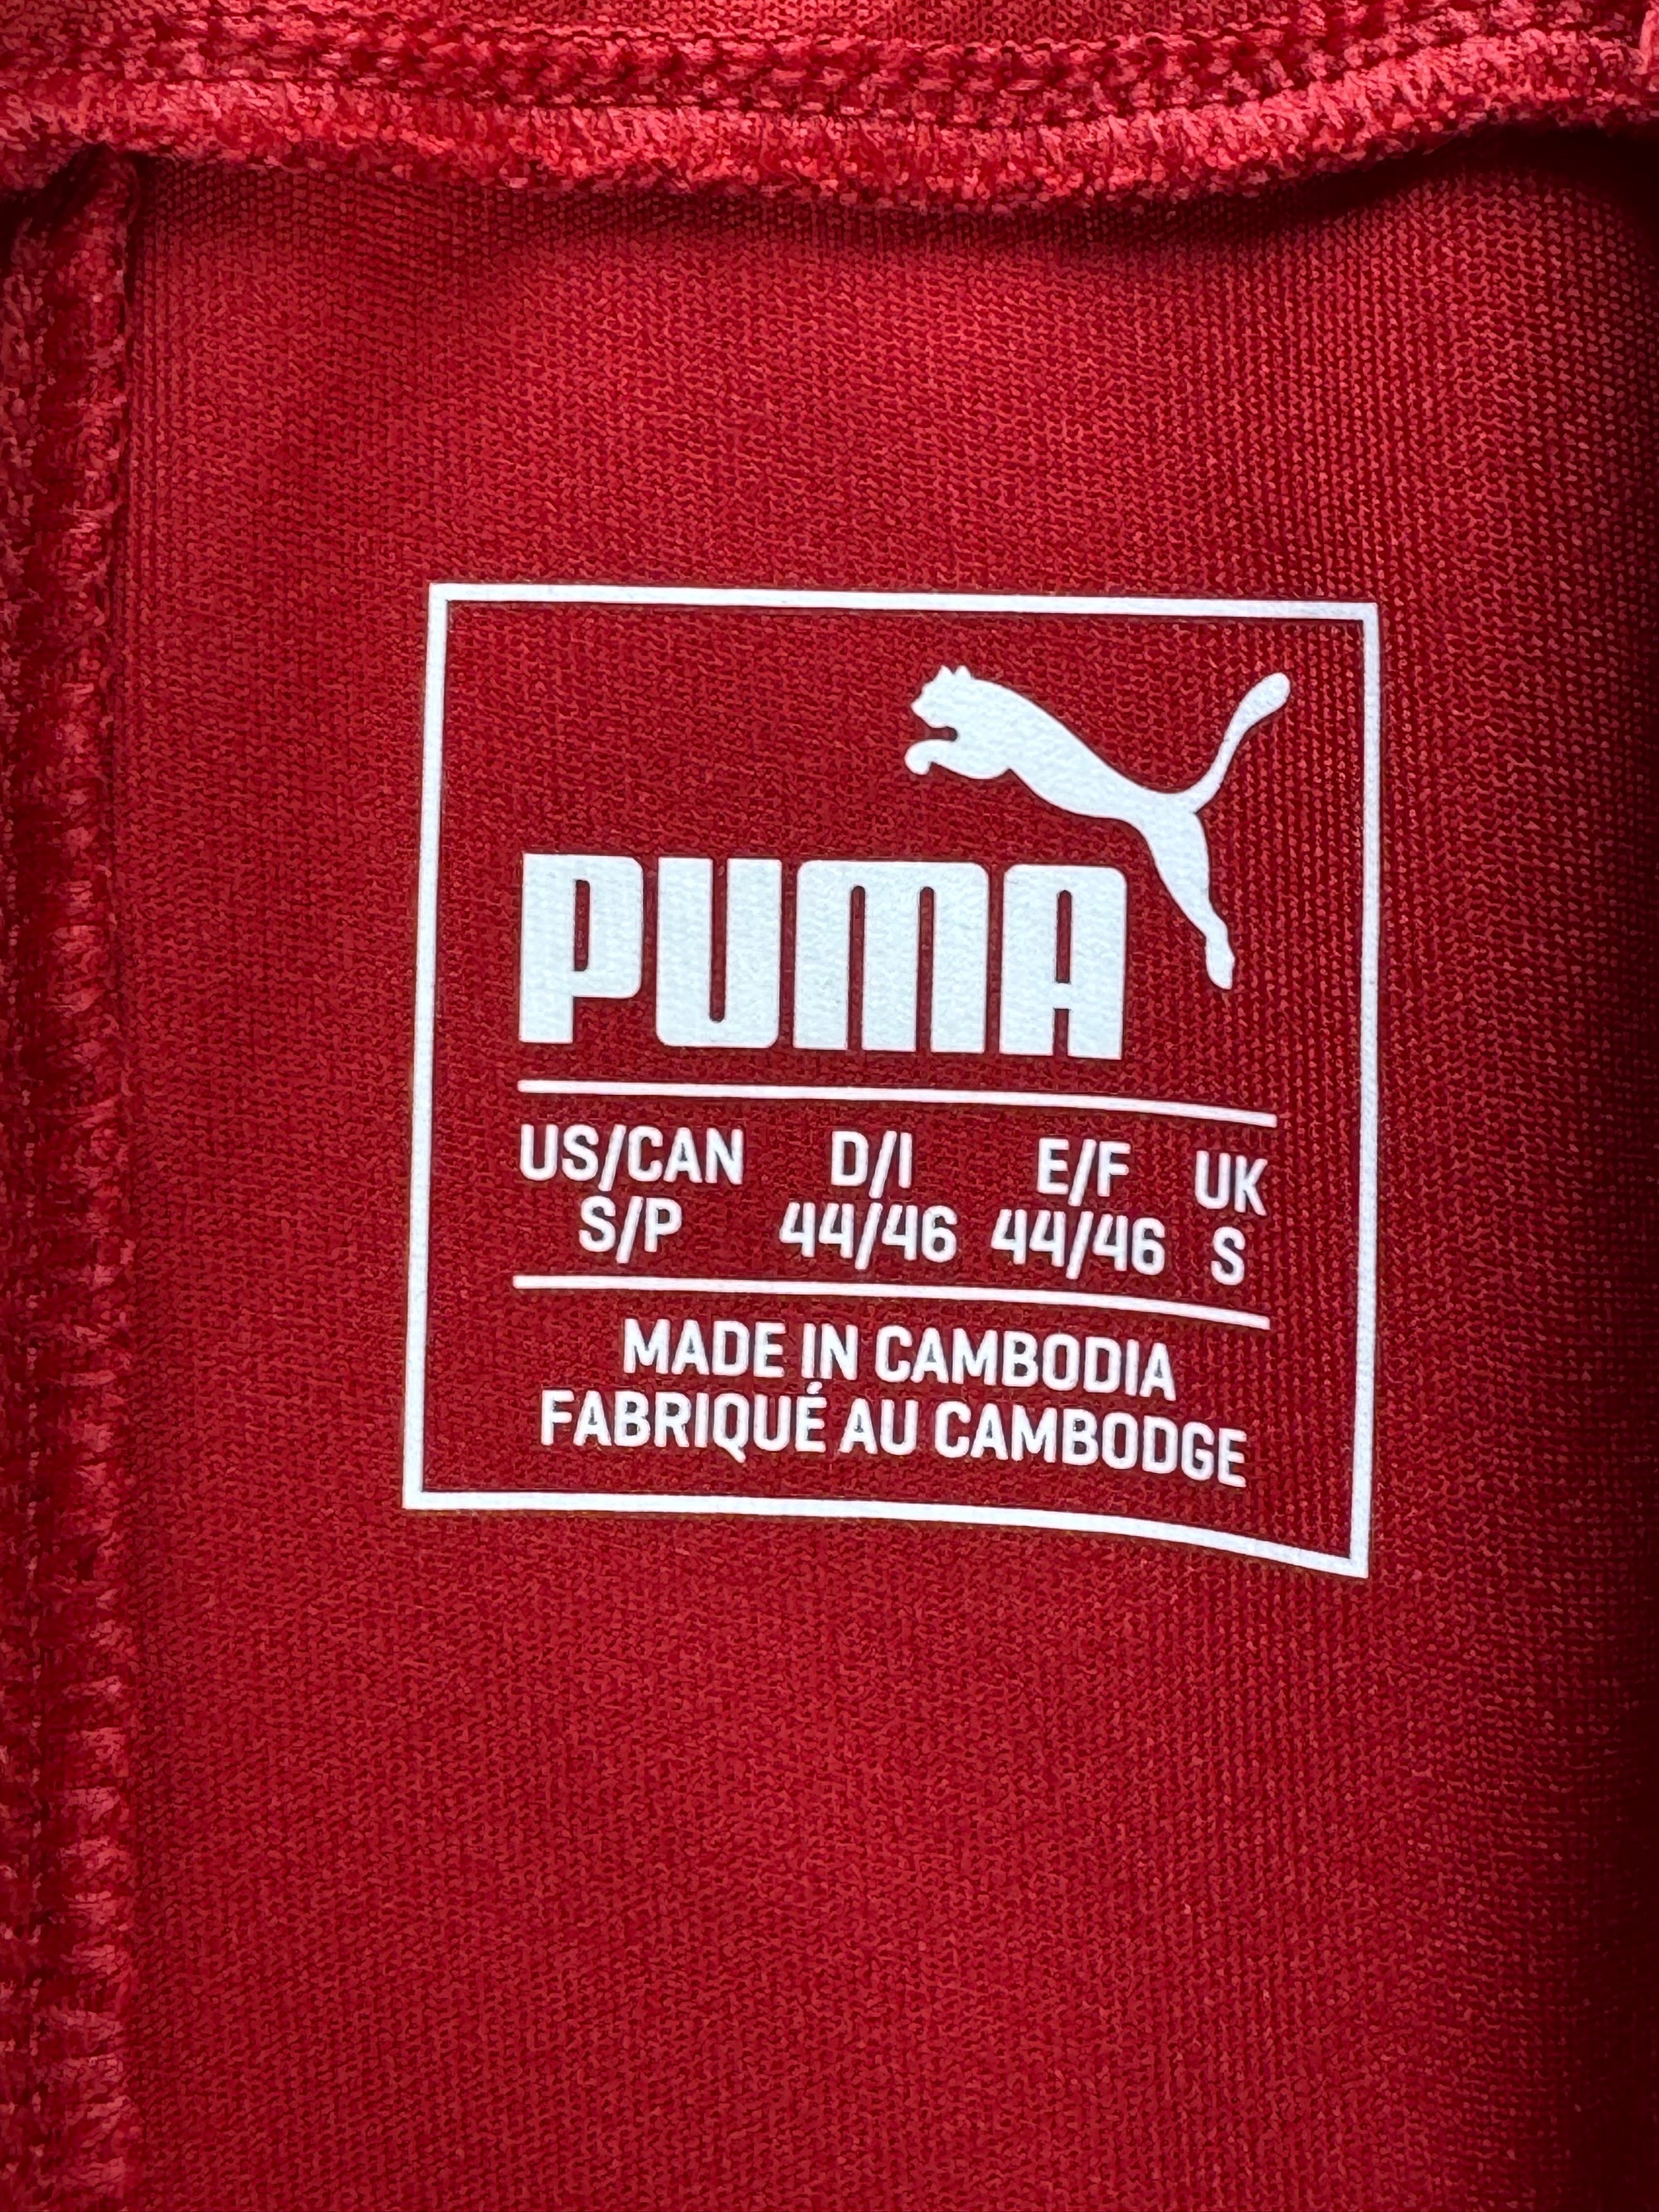 PUMA
US/CAN D/I E/F UK
S/P 44/46 44/46 S
MADE IN CAMBODIA
FABRIQUÉ AU CAMBODGE